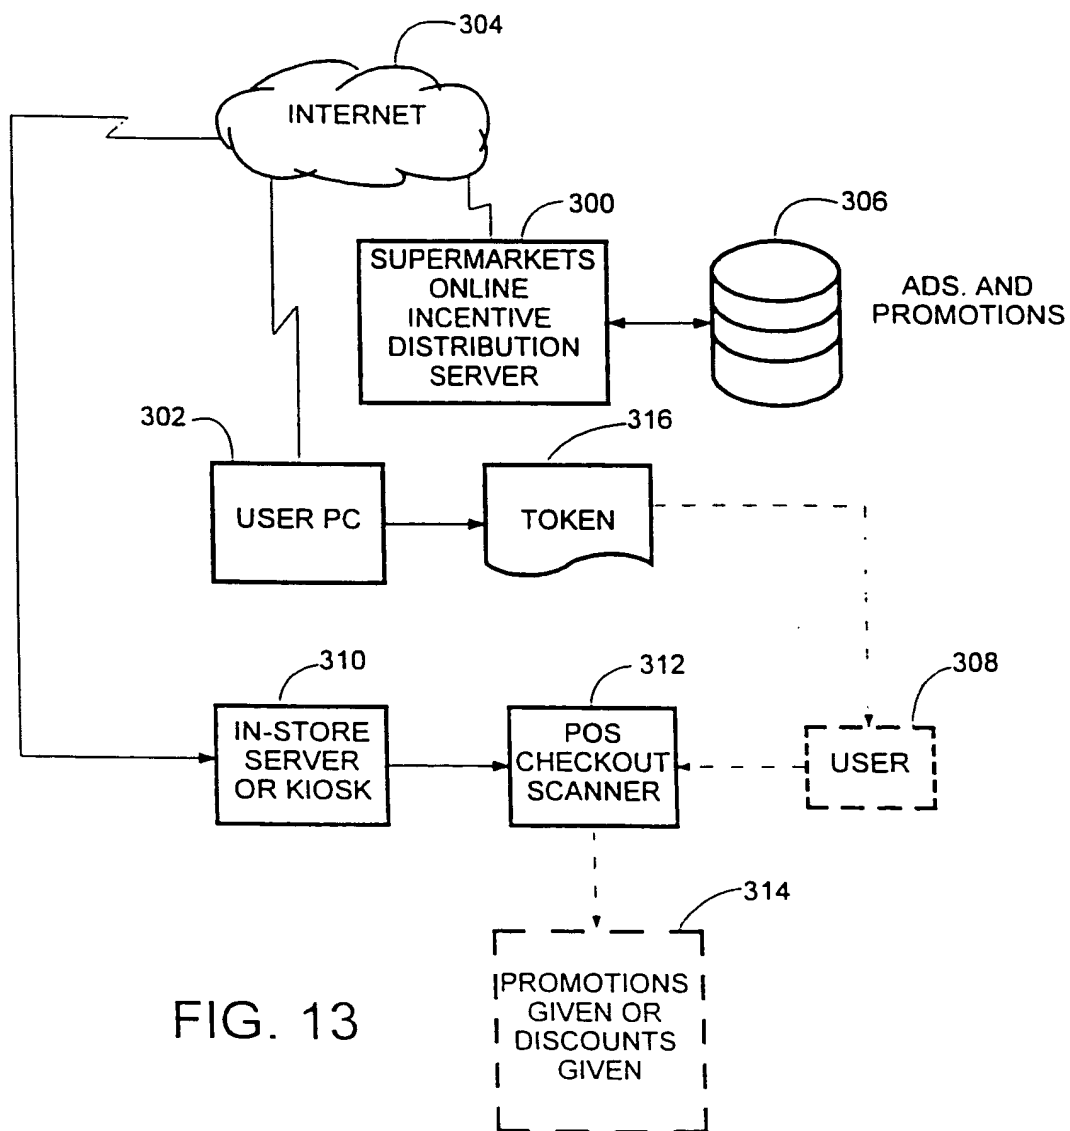 304
INTERNET
300
306
SUPERMARKETS
ONLINE
INCENTIVE
DISTRIBUTION
SERVER
ADS. AND
PROMOTIONS
302
316
USER PC
TOKEN
310
312
308
IN-STORE
SERVER
OR KIOSK
POS
CHECKOUT
SCANNER
USER
314
PROMOTIONS
GIVEN OR
DISCOUNTS
GIVEN
FIG. 13